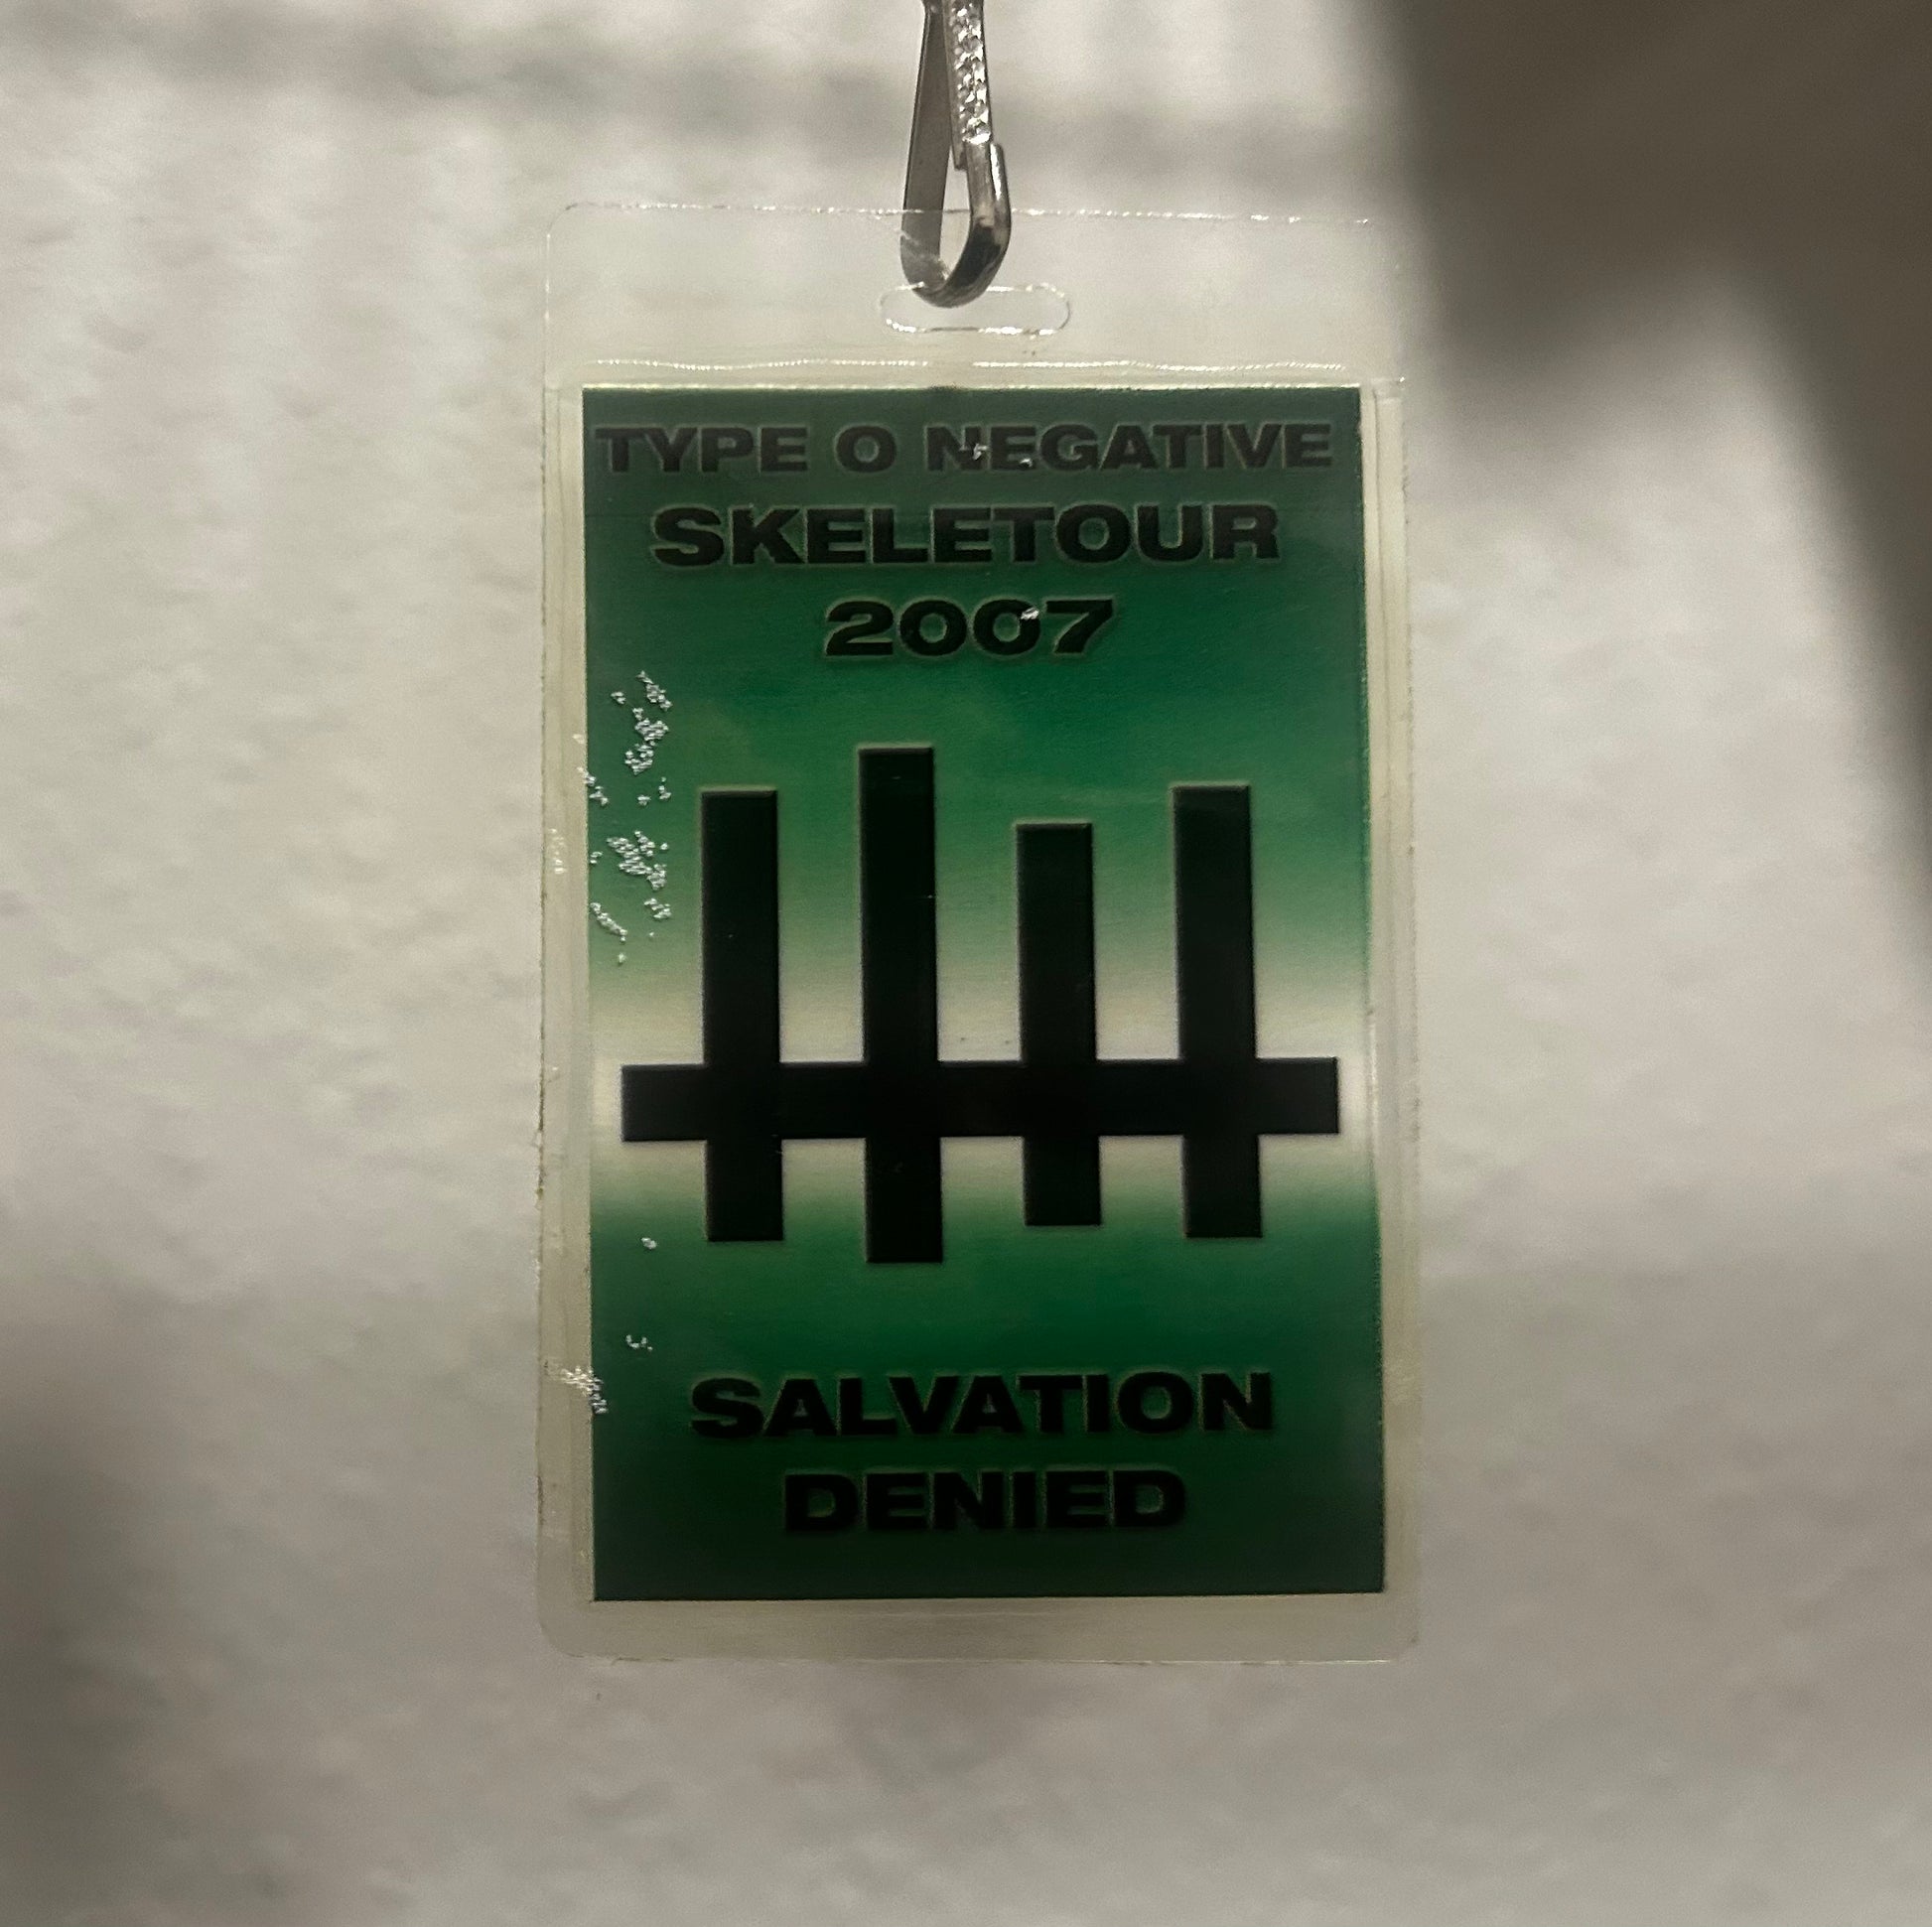 TYPE O NEGATIVE
SKELETOUR
2007
SALVATION
DENIED